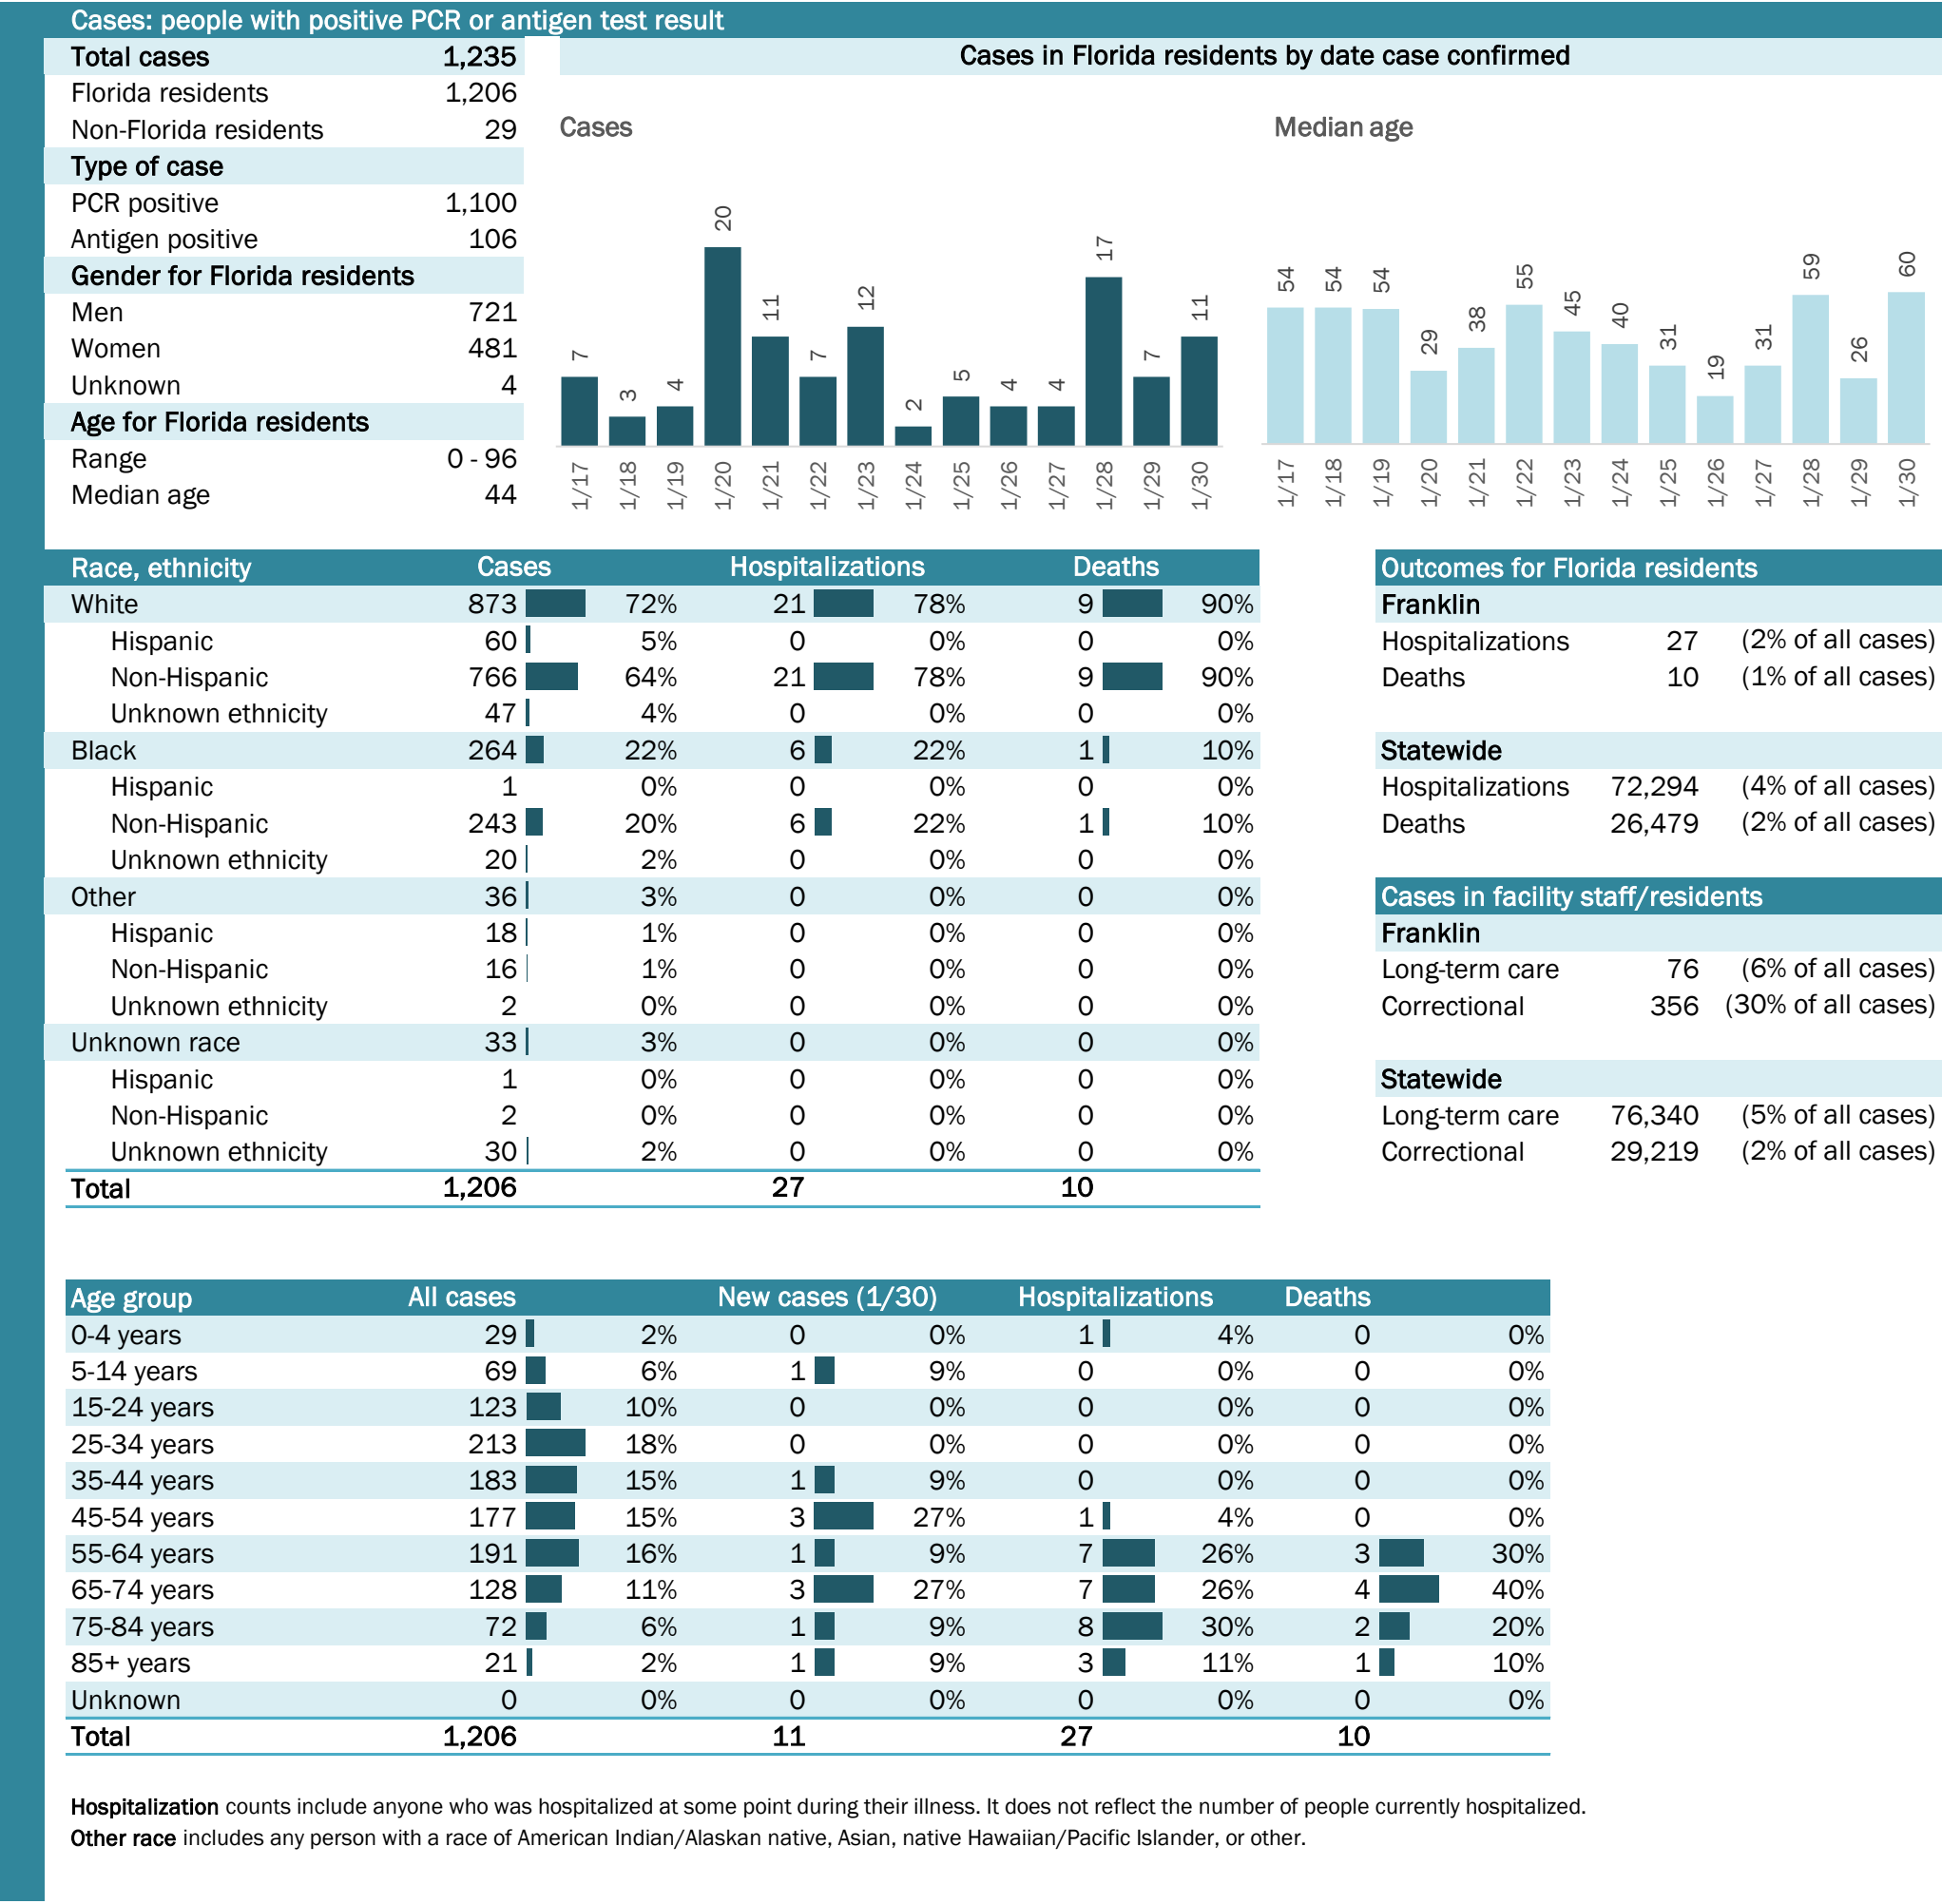 Cases: people with positive PCR or antigen test result
Total cases 1,235
Florida residents 1,206
Non-Florida residents 29
Type of case
PCR positive 1,100
Antigen positive 106
Gender for Florida residents
Men 721
Women 481
Unknown 4
Age for Florida residents
Range 0 - 96
Median age 44
Cases in Florida residents by date case confirmed
Cases
7 3 4 20 11 7 12 2 5 4 4 17 7 11
1/17 1/18 1/19 1/20 1/21 1/22 1/23 1/24 1/25 1/26 1/27 1/28 1/29 1/30
Median age
54 54 54 29 38 55 45 40 31 19 31 59 26 60
1/17 1/18 1/19 1/20 1/21 1/22 1/23 1/24 1/25 1/26 1/27 1/28 1/29 1/30
Race, ethnicity Cases Hospitalizations Deaths
White 873 72% 21 78% 9 90%
Hispanic 60 5% 0 0% 0 0%
Non-Hispanic 766 64% 21 78% 9 90%
Unknown ethnicity 47 4% 0 0% 0 0%
Black 264 22% 6 22% 1 10%
Hispanic 1 0% 0 0% 0 0%
Non-Hispanic 243 20% 6 22% 1 10%
Unknown ethnicity 20 2% 0 0% 0 0%
Other 36 3% 0 0% 0 0%
Hispanic 18 1% 0 0% 0 0%
Non-Hispanic 16 1% 0 0% 0 0%
Unknown ethnicity 2 0% 0 0% 0 0%
Unknown race 33 3% 0 0% 0 0%
Hispanic 1 0% 0 0% 0 0%
Non-Hispanic 2 0% 0 0% 0 0%
Unknown ethnicity 30 2% 0 0% 0 0%
Total 1,206 27 10
Outcomes for Florida residents
Franklin
Hospitalizations 27 (2% of all cases)
Deaths 10 (1% of all cases)
Statewide
Hospitalizations 72,294 (4% of all cases)
Deaths 26,479 (2% of all cases)
Cases in facility staff/residents
Franklin
Long-term care 76 (6% of all cases)
Correctional 356 (30% of all cases)
Statewide
Long-term care 76,340 (5% of all cases)
Correctional 29,219 (2% of all cases)
Age group All cases New cases (1/30) Hospitalizations Deaths
0-4 years 29 2% 0 0% 1 4% 0 0%
5-14 years 69 6% 1 9% 0 0% 0 0%
15-24 years 123 10% 0 0% 0 0% 0 0%
25-34 years 213 18% 0 0% 0 0% 0 0%
35-44 years 183 15% 1 9% 0 0% 0 0%
45-54 years 177 15% 3 27% 1 4% 0 0%
55-64 years 191 16% 1 9% 7 26% 3 30%
65-74 years 128 11% 3 27% 7 26% 4 40%
75-84 years 72 6% 1 9% 8 30% 2 20%
85+ years 21 2% 1 9% 3 11% 1 10%
Unknown 0 0% 0 0% 0 0% 0 0%
Total 1,206 11 27 10
Hospitalization counts include anyone who was hospitalized at some point during their illness. It does not reflect the number of people currently hospitalized.
Other race includes any person with a race of American Indian/Alaskan native, Asian, native Hawaiian/Pacific Islander, or other.